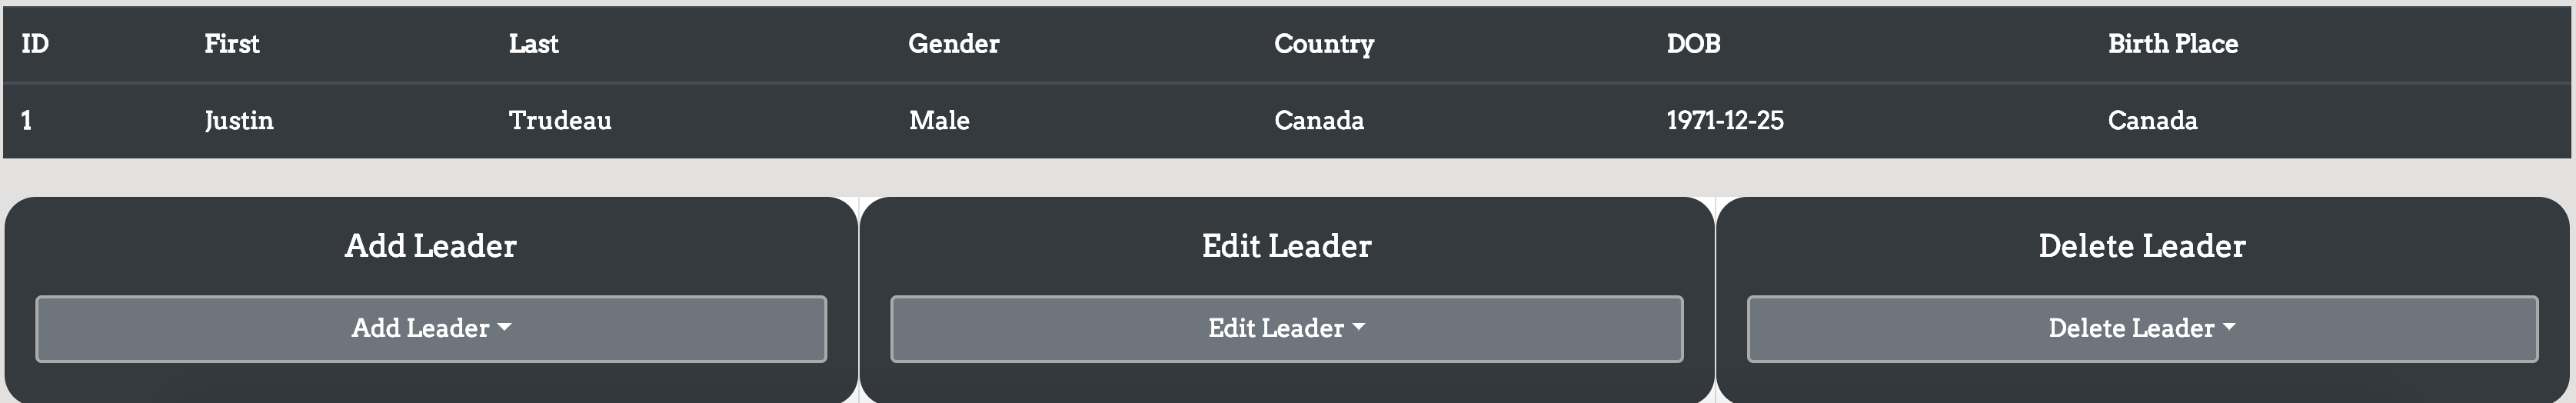 ID First Last Gender Country DOB Birth Place
1 Justin Trudeau Male Canada 1971-12-25 Canada
Add Leader Edit Leader Delete Leader
Add Leader Edit Leader Delete Leader